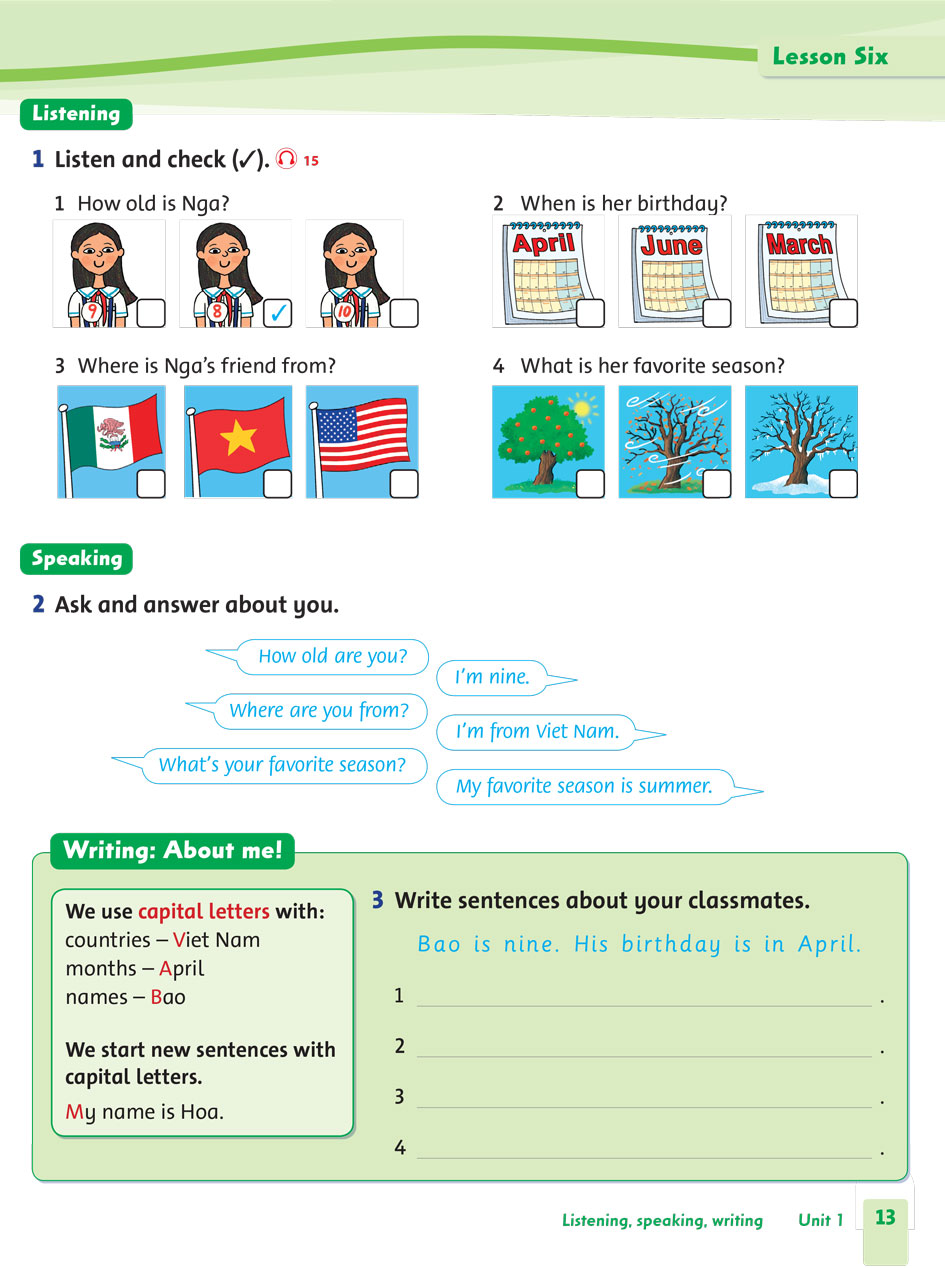 Lesson Six
Listening
1 Listen and check (✓). 15
1 How old is Nga?
9
8
✓
10
2 When is her birthday?
April
June
March
3 Where is Nga's friend from?
4 What is her favorite season?
Speaking
2 Ask and answer about you.
How old are you?
I'm nine.
Where are you from?
I'm from Viet Nam.
What's your favorite season?
My favorite season is summer.
Writing: About me!
We use capital letters with:
countries – Viet Nam
months – April
names – Bao
We start new sentences with
capital letters.
My name is Hoa.
3 Write sentences about your classmates.
Bao is nine. His birthday is in April.
1 .
2 .
3 .
4 .
Listening, speaking, writing Unit 1 13